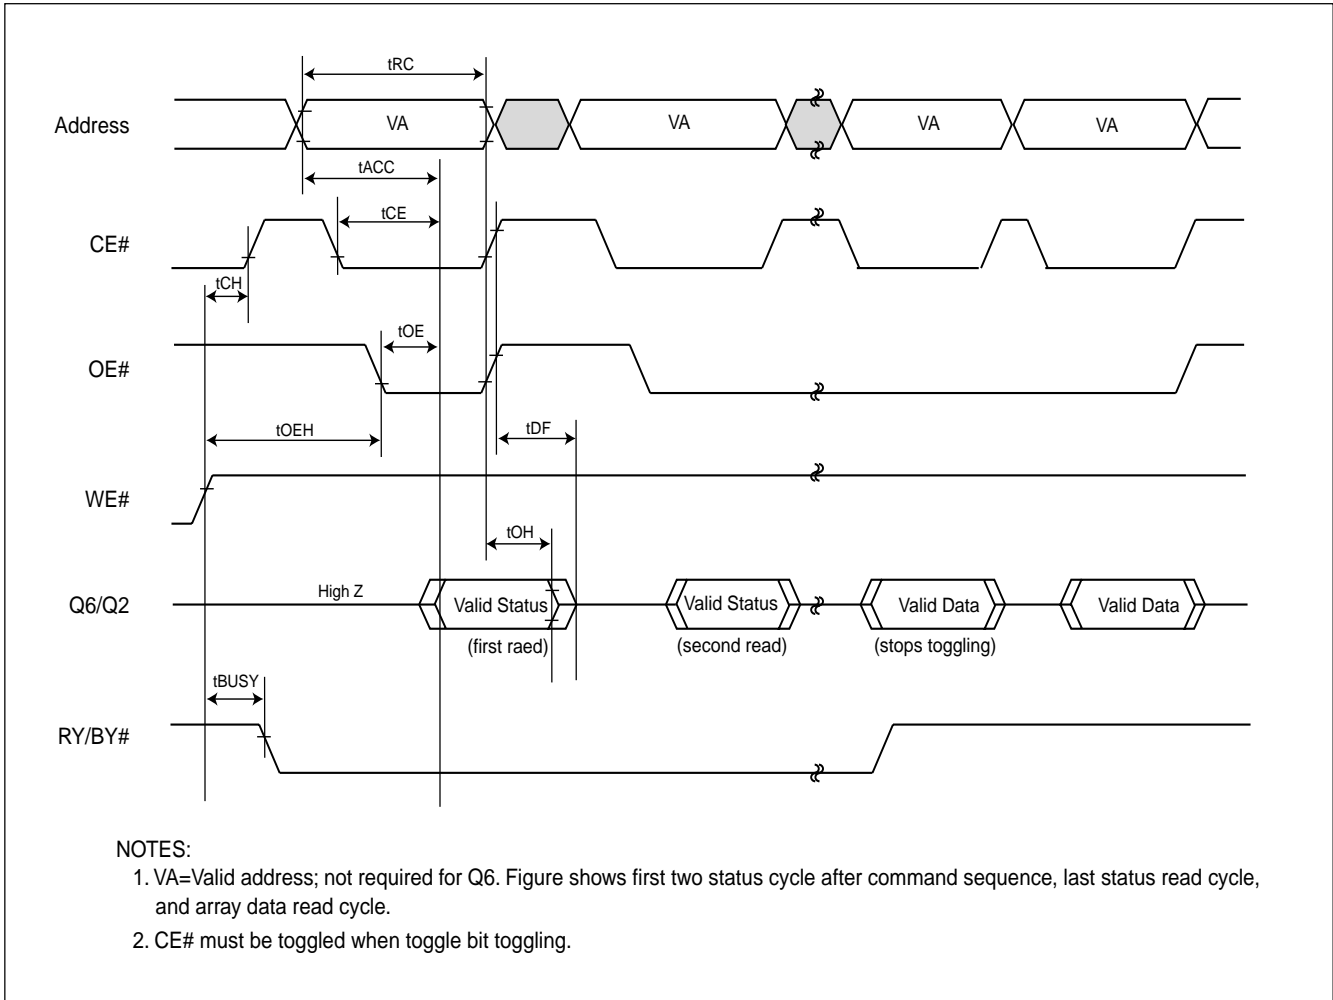 tRC
Address
VA
VA
VA
VA
tACC
tCE
CE#
tCH
tOE
OE#
tOEH
tDF
WE#
tOH
High Z
Q6/Q2
Valid Status
Valid Status
Valid Data
Valid Data
(first raed)
(second read)
(stops toggling)
tBUSY
RY/BY#
NOTES:
1. VA=Valid address; not required for Q6. Figure shows first two status cycle after command sequence, last status read cycle,
and array data read cycle.
2. CE# must be toggled when toggle bit toggling.